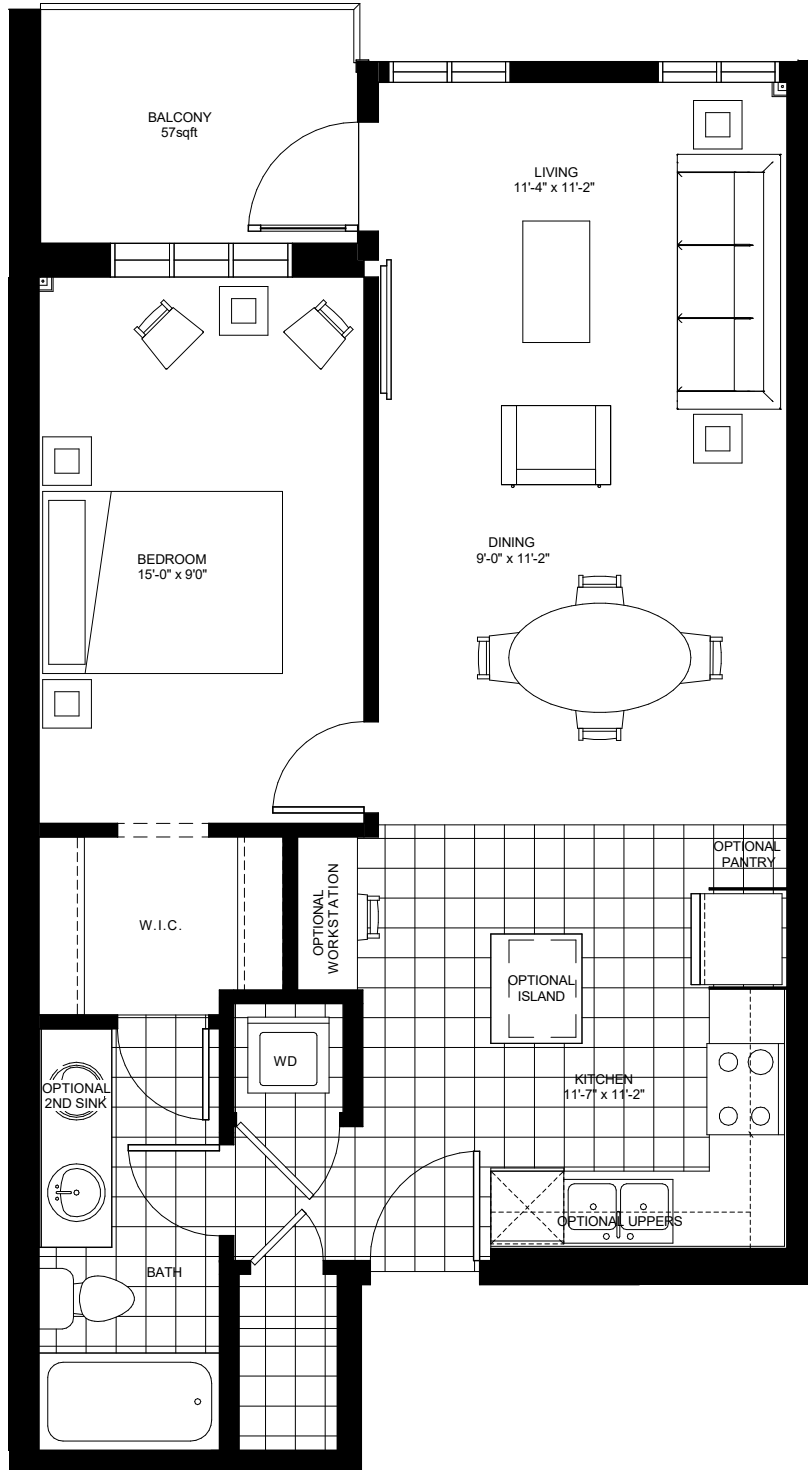 BALCONY
57sqft
LIVING
11'-4" x 11'-2"
DINING
9'-0" x 11'-2"
BEDROOM
15'-0" x 9'0"
OPTIONAL
PANTRY
OPTIONAL
WORKSTATION
W.I.C.
OPTIONAL
ISLAND
WD
KITCHEN
11'-7" x 11'-2"
OPTIONAL
2ND SINK
OPTIONAL UPPERS
BATH